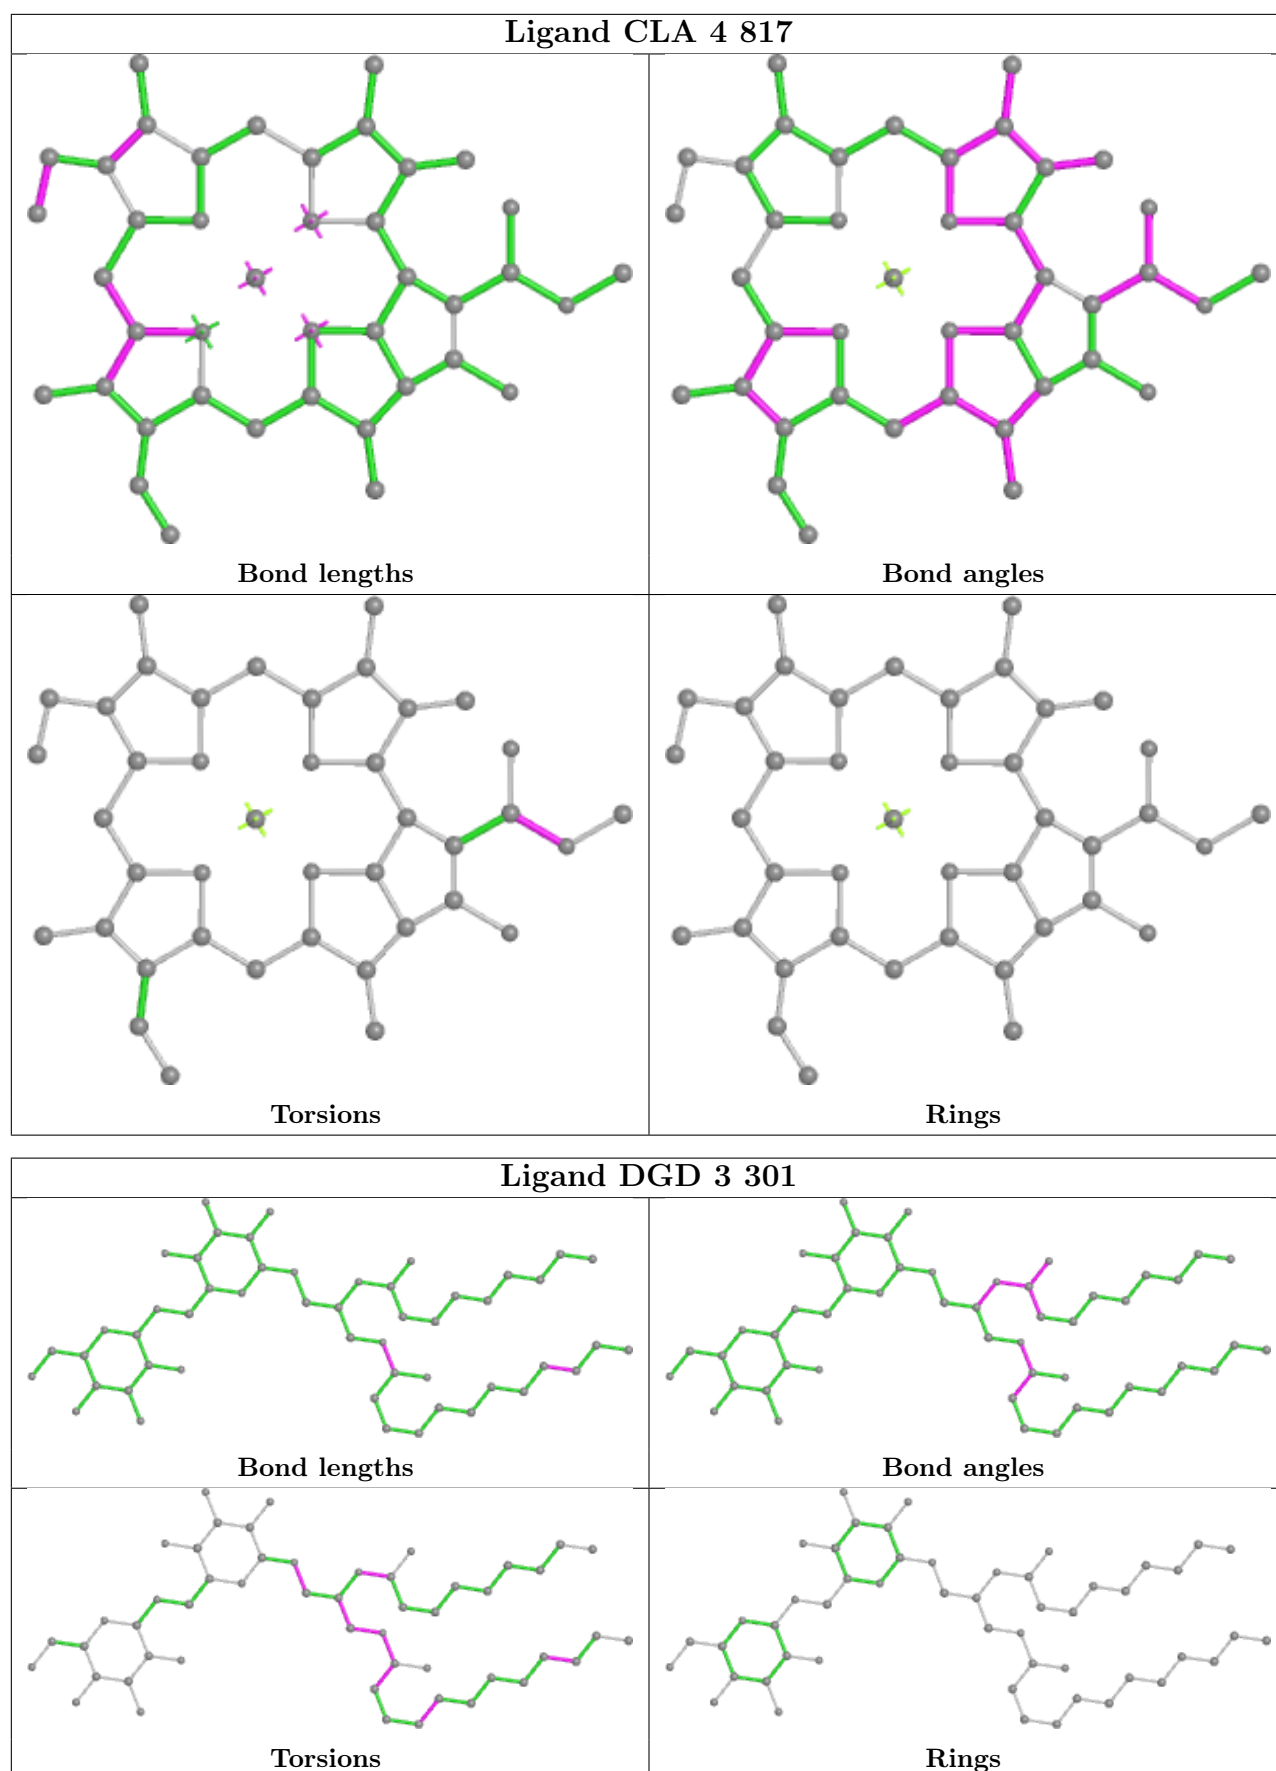 Ligand CLA 4 817
Bond lengths
Bond angles
Torsions
Rings
Ligand DGD 3 301
Bond lengths
Bond angles
Torsions
Rings